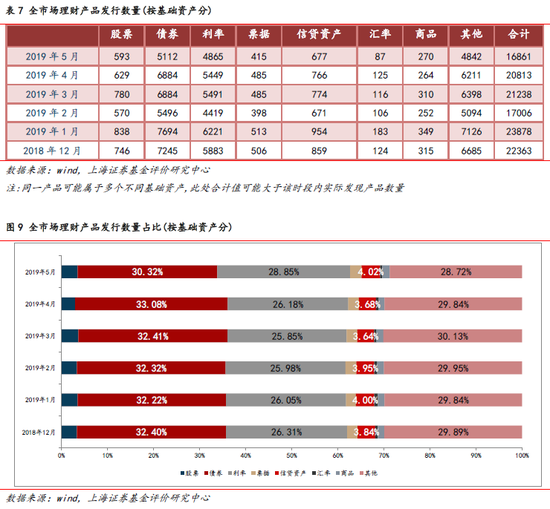 表 7 全市场理财产品发行数量(按基础资产分)
股票 债券 利率 票据 信贷资产 汇率 商品 其他 合计
2019 年 5 月 593 5112 4865 415 677 87 270 4842 16861
2019 年 4 月 629 6884 5449 485 766 125 264 6211 20813
2019 年 3 月 780 6884 5491 485 774 116 310 6398 21238
2019 年 2 月 570 5496 4419 398 671 106 252 5094 17006
2019 年 1 月 838 7694 6221 513 954 183 349 7126 23878
2018 年 12 月 746 7245 5883 506 859 124 315 6685 22363
数据来源：wind, 上海证券基金评价研究中心
注:同一产品可能属于多个不同基础资产,此处合计值可能大于该时段内实际发现产品数量
图 9 全市场理财产品发行数量占比(按基础资产分)
2019年5月 30.32% 28.85% 4.02% 28.72%
2019年4月 33.08% 26.18% 3.68% 29.84%
2019年3月 32.41% 25.85% 3.64% 30.13%
2019年2月 32.32% 25.98% 3.95% 29.95%
2019年1月 32.22% 26.05% 4.00% 29.84%
2018年12月 32.40% 26.31% 3.84% 29.89%
0% 10% 20% 30% 40% 50% 60% 70% 80% 90% 100%
股票 债券 利率 票据 信贷资产 汇率 商品 其他
数据来源：wind, 上海证券基金评价研究中心